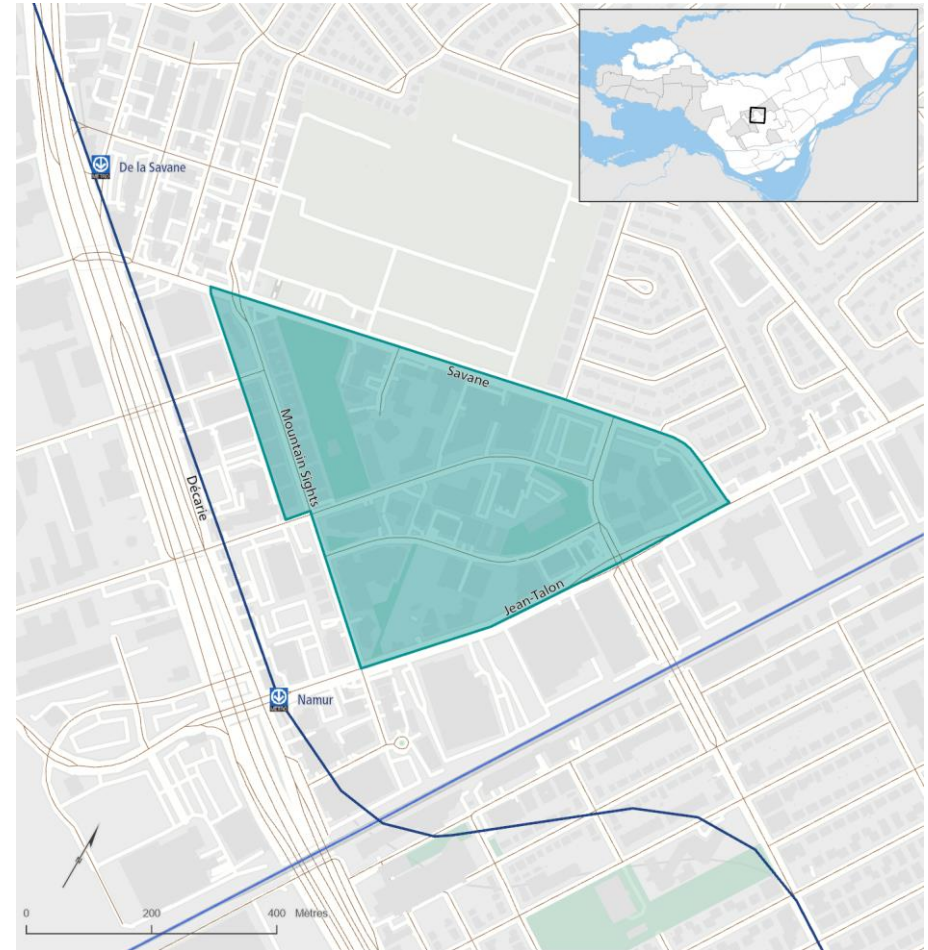 De la Savane
Savane
Mountain Sights
Décarie
Jean-Talon
Namur
0 200 400 Mètres